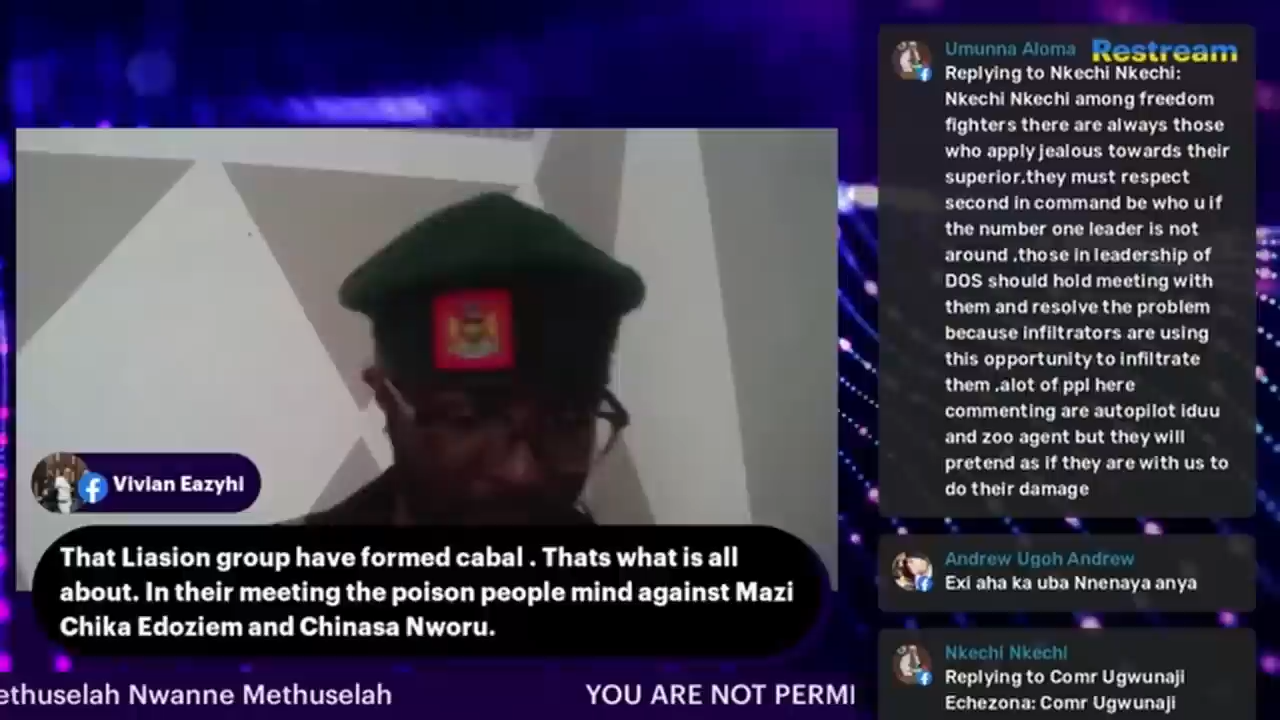 Restream
Umunna Aloma
Replying to Nkechi Nkechi:
Nkechi Nkechi among freedom
fighters there are always those
who apply jealous towards their
superior.they must respect
second in command be who u if
the number one leader is not
around ,those in leadership of
DOS should hold meeting with
them and resolve the problem
because infiltrators are using
this opportunity to infiltrate
them ,alot of ppl here
commenting are autopilot iduu
and zoo agent but they will
pretend as if they are with us to
do their damage
Andrew Ugoh Andrew
Exi aha ka uba Nnenaya anya
Nkechi Nkechi
Replying to Comr Ugwunaji
Echezona: Comr Ugwunaji
Vivian Eazyhl
That Liasion group have formed cabal . Thats what is all
about. In their meeting the poison people mind against Mazi
Chika Edoziem and Chinasa Nworu.
ethuselah Nwanne Methuselah
YOU ARE NOT PERMI